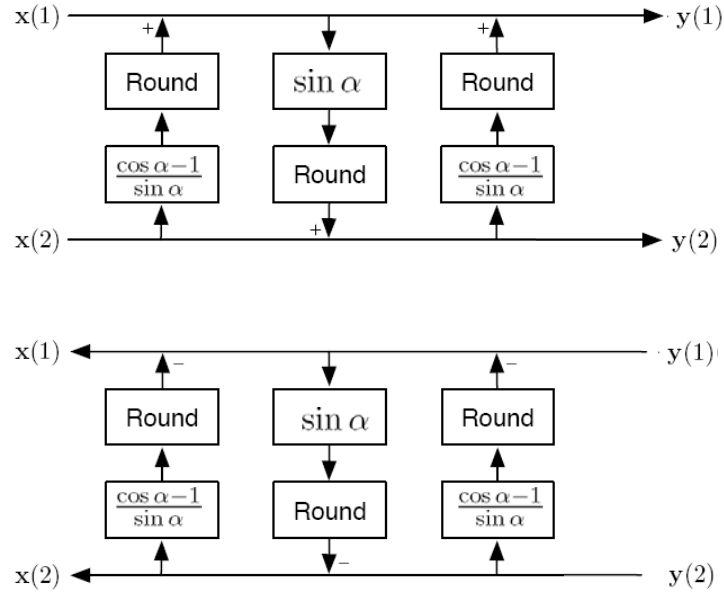 x(1) y(1)
+ +
Round sin α Round
cos α−1 / sin α Round cos α−1 / sin α
+
x(2) y(2)
x(1) y(1)
− −
Round sin α Round
cos α−1 / sin α Round cos α−1 / sin α
−
x(2) y(2)